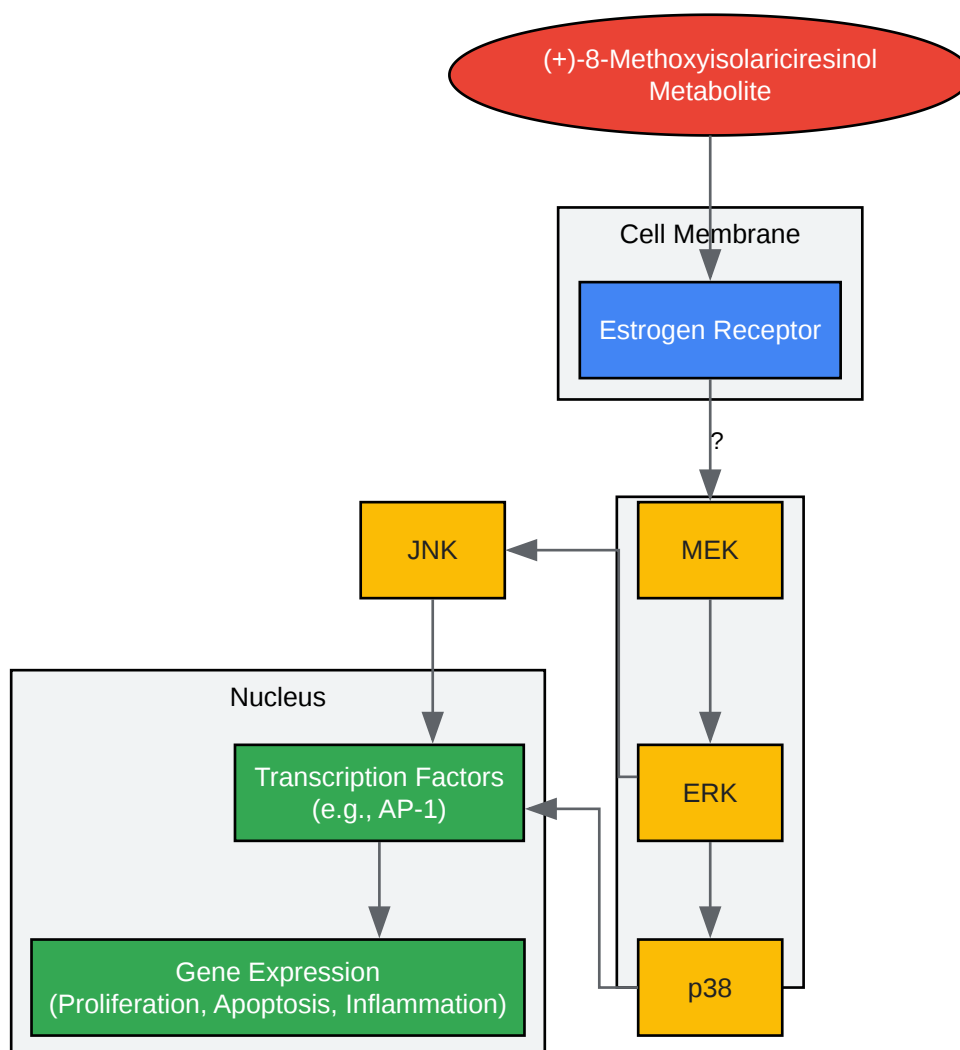 (+)-8-Methoxyisolariciresinol
Metabolite
Cell Membrane
Estrogen Receptor
?
JNK
MEK
Nucleus
Transcription Factors
(e.g., AP-1)
ERK
Gene Expression
(Proliferation, Apoptosis, Inflammation)
p38